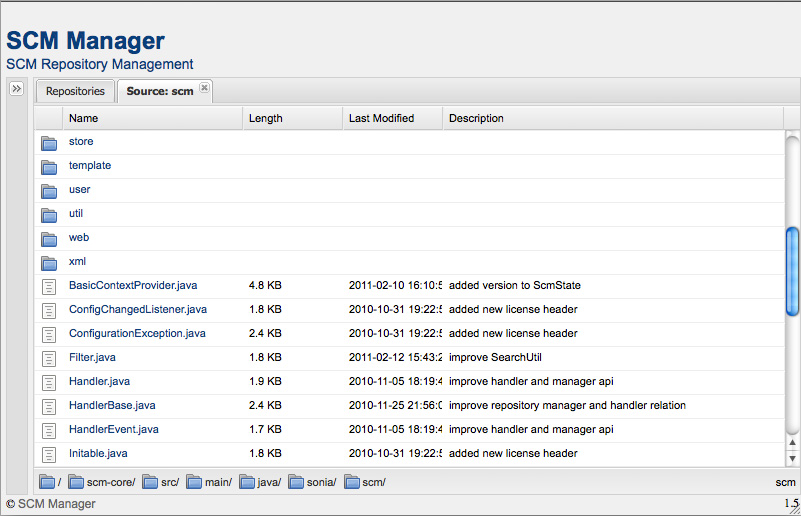 SCM Manager
SCM Repository Management
Repositories Source: scm
Name Length Last Modified Description
store
template
user
util
web
xml
BasicContextProvider.java 4.8 KB 2011-02-10 16:10:5 added version to ScmState
ConfigChangedListener.java 1.8 KB 2010-10-31 19:22:5 added new license header
ConfigurationException.java 2.4 KB 2010-10-31 19:22:5 added new license header
Filter.java 1.8 KB 2011-02-12 15:43:2 improve SearchUtil
Handler.java 1.9 KB 2010-11-05 18:19:4 improve handler and manager api
HandlerBase.java 2.4 KB 2010-11-25 21:56:0 improve repository manager and handler relation
HandlerEvent.java 1.7 KB 2010-11-05 18:19:4 improve handler and manager api
Initable.java 1.8 KB 2010-10-31 19:22:5 added new license header
/ scm-core/ src/ main/ java/ sonia/ scm/ scm
© SCM Manager 1.5